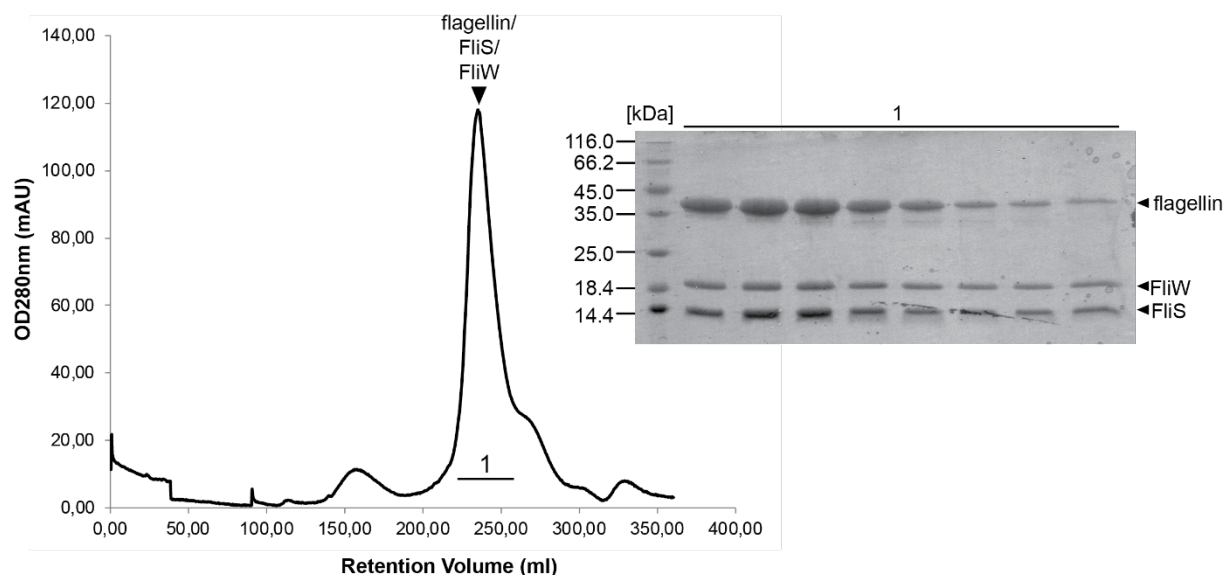 flagellin/
FliS/
FliW
140,00
120,00
100,00
80,00
60,00
40,00
20,00
0,00
OD280nm (mAU)
1
0,00 50,00 100,00 150,00 200,00 250,00 300,00 350,00 400,00
Retention Volume (ml)
[kDa] 1
116.0
66.2
45.0
35.0
25.0
18.4
14.4
flagellin
FliW
FliS